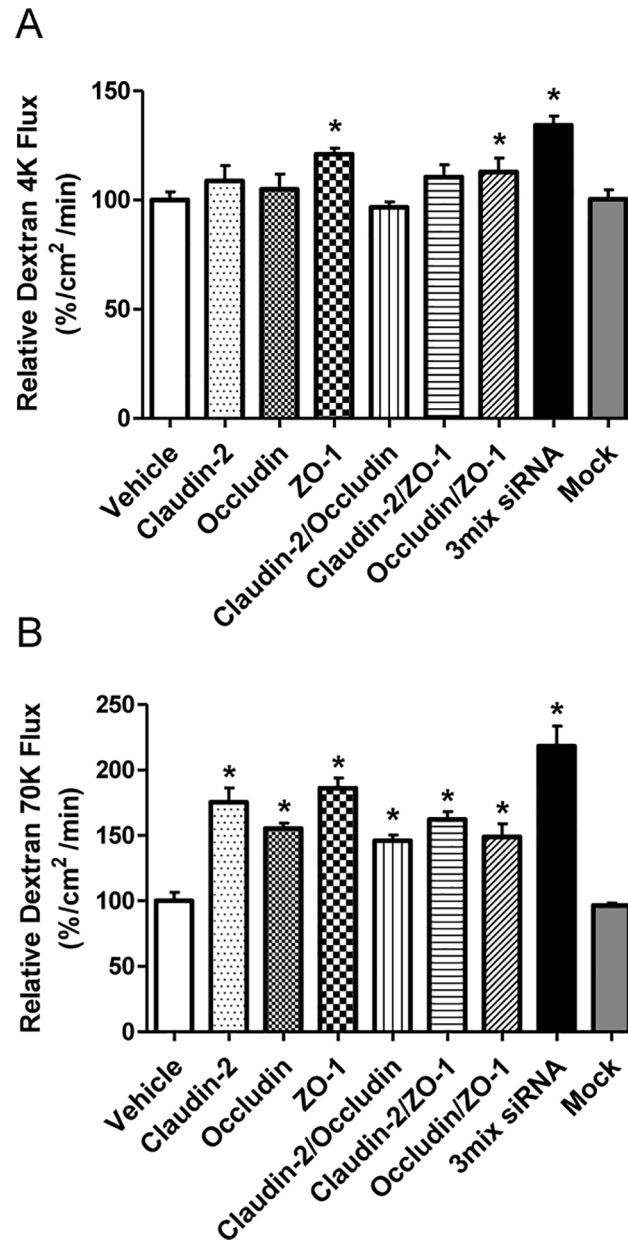 A
Relative Dextran 4K Flux
(%/cm² /min)
150
100
50
0
*
*
*
Vehicle
Claudin-2
Occludin
ZO-1
Claudin-2/Occludin
Claudin-2/ZO-1
Occludin/ZO-1
3mix siRNA
Mock
B
Relative Dextran 70K Flux
(%/cm² /min)
250
200
150
100
50
0
*
*
*
*
*
*
*
Vehicle
Claudin-2
Occludin
ZO-1
Claudin-2/Occludin
Claudin-2/ZO-1
Occludin/ZO-1
3mix siRNA
Mock